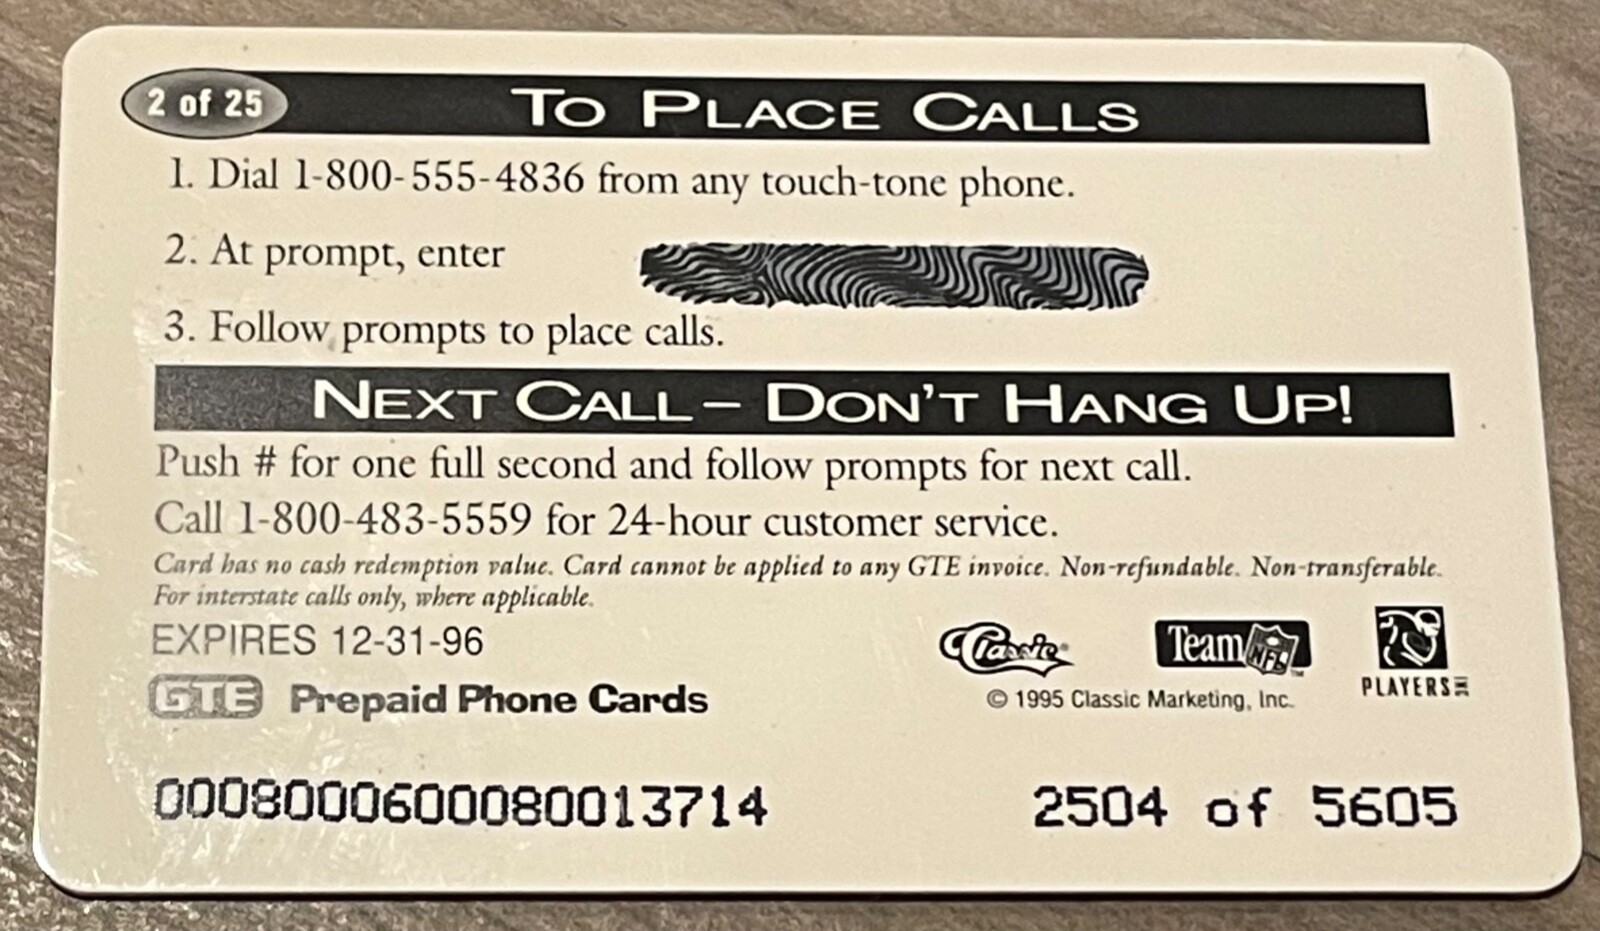 2 of 25
TO PLACE CALLS
1. Dial 1-800-555-4836 from any touch-tone phone.
2. At prompt, enter
3. Follow prompts to place calls.
NEXT CALL – DON'T HANG UP!
Push # for one full second and follow prompts for next call.
Call 1-800-483-5559 for 24-hour customer service.
Card has no cash redemption value. Card cannot be applied to any GTE invoice. Non-refundable. Non-transferable.
For interstate calls only, where applicable.
EXPIRES 12-31-96
GTE Prepaid Phone Cards
Classic®
Team NFL™
PLAYERS INC
© 1995 Classic Marketing, Inc.
0008000600080013714
2504 of 5605